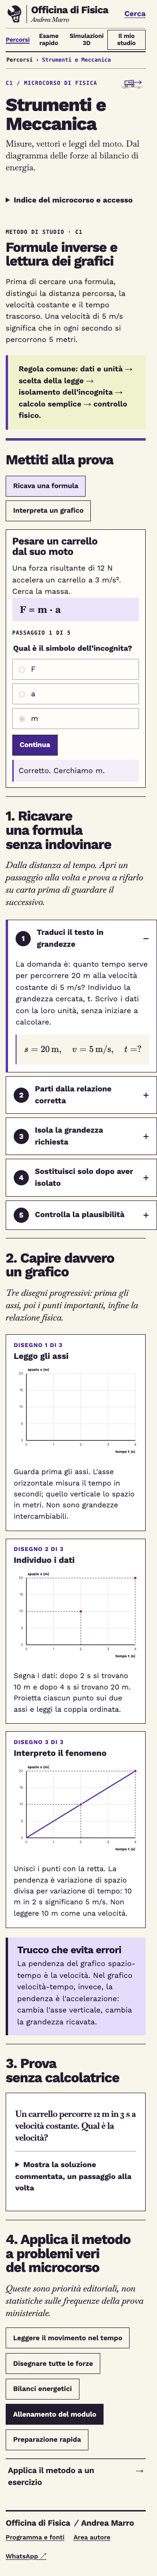 Officina di Fisica
Andrea Marro
Cerca
Percorsi
Esame rapido
Simulazioni 3D
Il mio studio
Percorsi › Strumenti e Meccanica
C1 / MICROCORSO DI FISICA
Strumenti e
Meccanica
Misure, vettori e leggi del moto. Dal
diagramma delle forze al bilancio di
energia.
▶ Indice del microcorso e accesso
METODO DI STUDIO · C1
Formule inverse e
lettura dei grafici
Prima di cercare una formula,
distingui la distanza percorsa, la
velocità costante e il tempo
trascorso. Una velocità di 5 m/s
significa che in ogni secondo si
percorrono 5 m.
Regola comune: dati e unità →
scelta della legge →
isolamento dell'incognita →
calcolo semplice → controllo
fisico.
Mettiti alla prova
Ricava una formula
Interpreta un grafico
Pesare un carrello
dal suo moto
Una forza risultante di 12 N
accelera un carrello a 3 m/s².
Cerca la massa.
F = m · a
PASSAGGIO 1 DI 5
Qual è il simbolo dell'incognita?
F
a
m
Continua
Corretto. Cerchiamo m.
1. Ricavare
una formula
senza indovinare
Dalla distanza al tempo. Apri un
passaggio alla volta e prova a rifarlo
su carta prima di guardare il
successivo.
1 Traduci il testo in
grandezze −
La domanda è: quanto tempo serve
per percorrere 20 m alla velocità
costante di 5 m/s? Individuo la
grandezza cercata, t. Scrivo i dati
con la loro unità, senza iniziare a
calcolare.
s = 20 m, v = 5 m/s, t = ?
2 Parti dalla relazione
corretta +
3 Isola la grandezza
richiesta +
4 Sostituisci solo dopo aver
isolato +
5 Controlla la plausibilità +
2. Capire davvero
un grafico
Tre disegni progressivi: prima gli
assi, poi i punti importanti, infine la
relazione fisica.
DISEGNO 1 DI 3
Leggo gli assi
spazio s (m)
tempo t (s)
Guarda prima gli assi. L'asse
orizzontale misura il tempo in
secondi; quello verticale lo spazio
in metri. Non sono grandezze
intercambiabili.
DISEGNO 2 DI 3
Individuo i dati
spazio s (m)
tempo t (s)
Segna i dati: dopo 2 s si trovano
10 m e dopo 4 s si trovano 20 m.
Proietta ciascun punto sui due
assi e leggi la coppia ordinata.
DISEGNO 3 DI 3
Interpreto il fenomeno
spazio s (m)
tempo t (s)
Unisci i punti con la retta. La
pendenza è variazione di spazio
divisa per variazione di tempo: 10
m in 2 s significano 5 m/s. Non
leggere 10 m come una velocità.
Trucco che evita errori
La pendenza del grafico spazio-
tempo è la velocità. Nel grafico
velocità-tempo, invece, la
pendenza è l'accelerazione:
cambia l'asse verticale, cambia
la grandezza ricavata.
3. Prova
senza calcolatrice
Un carrello percorre 12 m in 3 s a
velocità costante. Qual è la
velocità?
▶ Mostra la soluzione
commentata, un passaggio alla
volta
4. Applica il metodo
a problemi veri
del microcorso
Queste sono priorità editoriali, non
statistiche sulle frequenze della prova
ministeriale.
Leggere il movimento nel tempo
Disegnare tutte le forze
Bilanci energetici
Allenamento del modulo
Preparazione rapida
Applica il metodo a un
esercizio →
Officina di Fisica / Andrea Marro
Programma e fonti Area autore
WhatsApp ↗